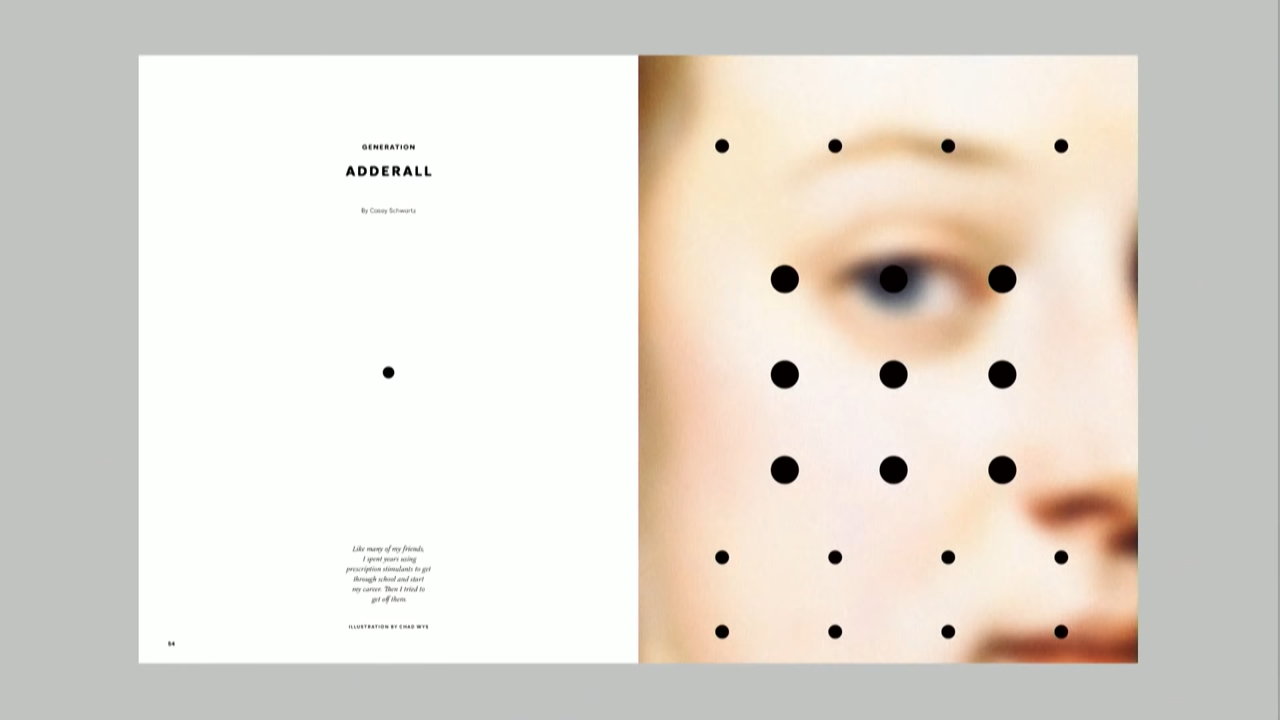 GENERATION
ADDERALL
By Casey Schwartz
Like many of my friends,
I spent years using
prescription stimulants to get
through school and start
my career. Then I tried to
get off them.
ILLUSTRATION BY CHAD WYS
54